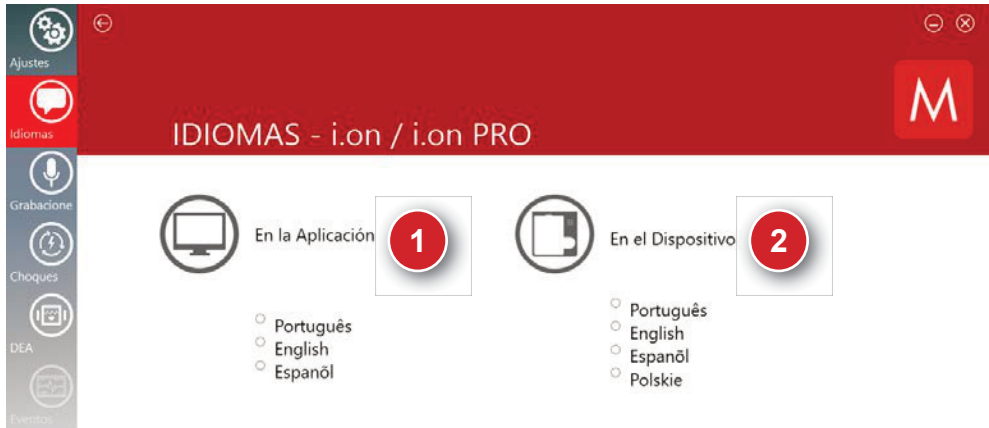 Ajustes
Idiomas
Grabacione
Choques
DEA
Eventos
M
IDIOMAS - i.on / i.on PRO
En la Aplicación
1
Português
English
Espanõl
En el Dispositivo
2
Português
English
Espanõl
Polskie